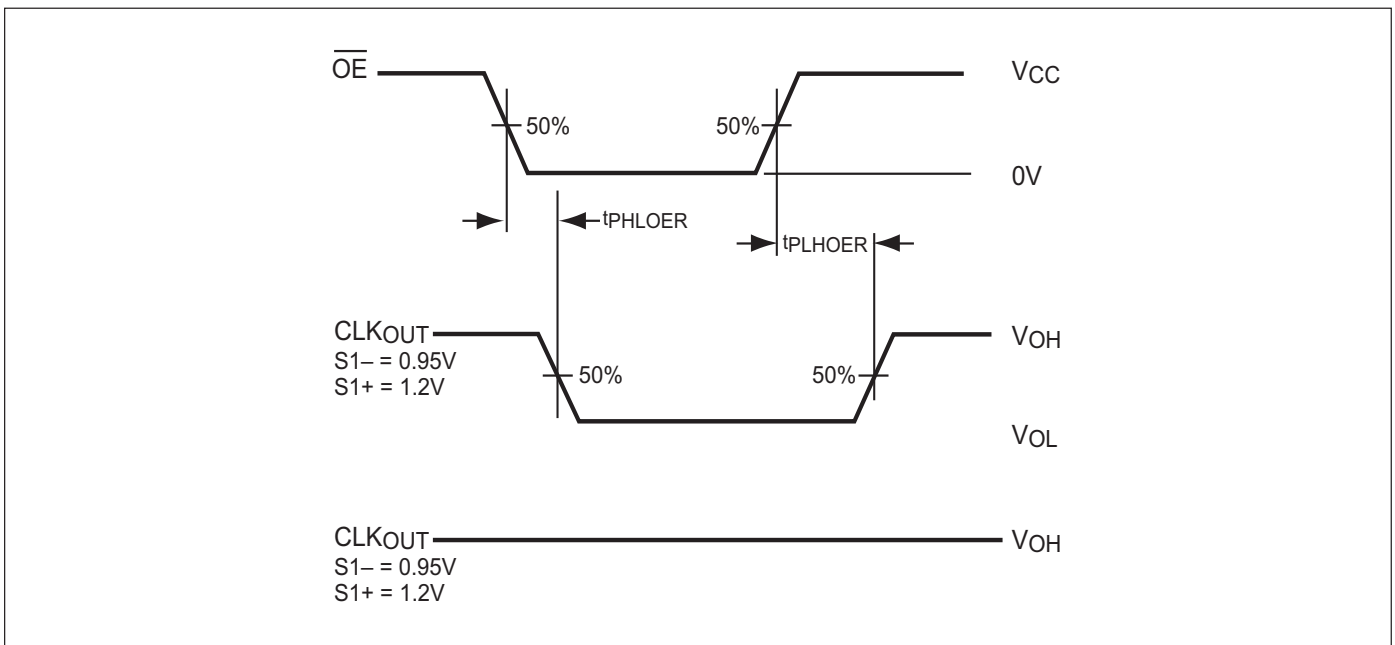 OE VCC
50% 50%
0V
tPHLOER
tPLHOER
CLKOUT VOH
S1– = 0.95V
S1+ = 1.2V
50% 50%
VOL
CLKOUT VOH
S1– = 0.95V
S1+ = 1.2V